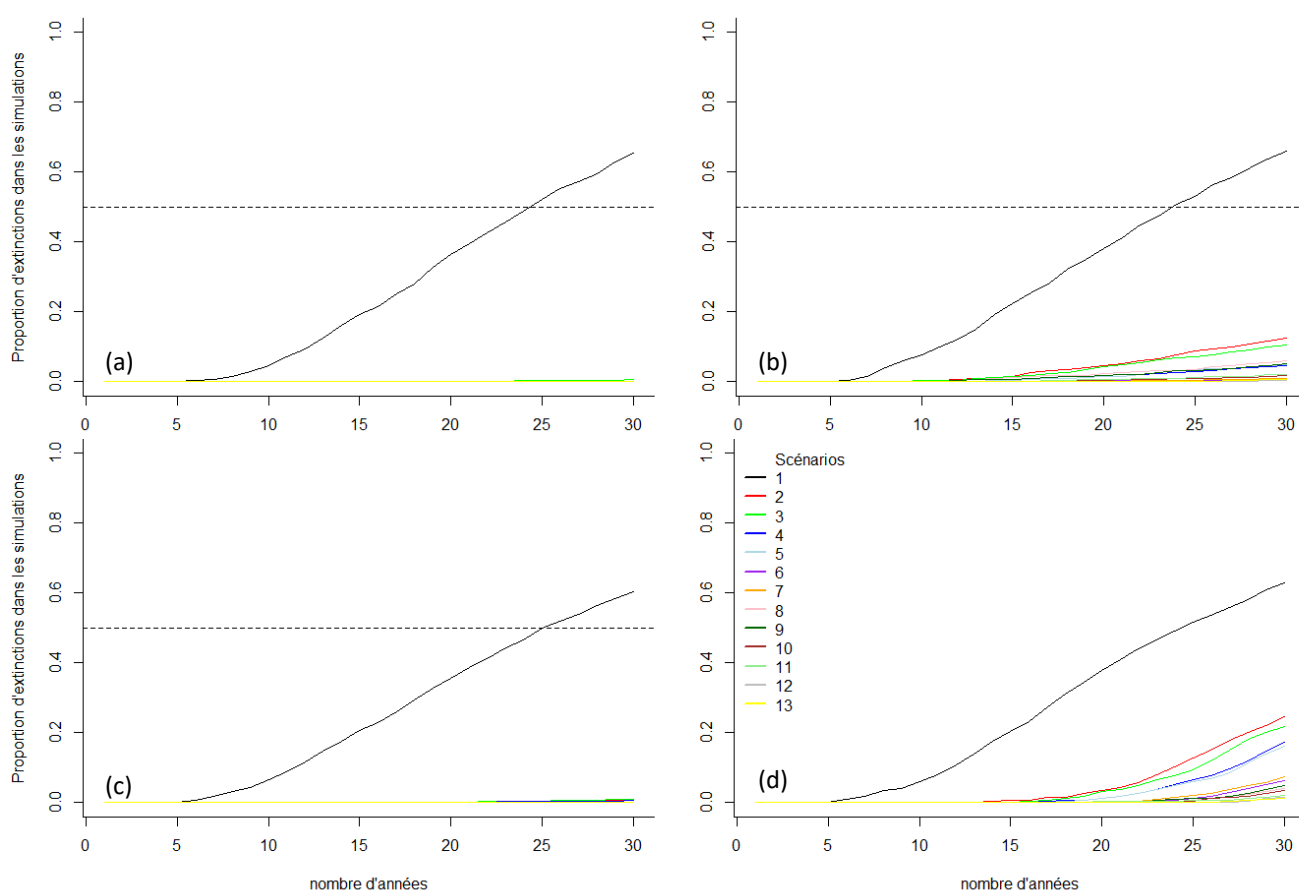 Proportion d'extinctions dans les simulations
1.0
0.8
0.6
0.4
0.2
0.0
(a)
0 5 10 15 20 25 30
1.0
0.8
0.6
0.4
0.2
0.0
(b)
0 5 10 15 20 25 30
Proportion d'extinctions dans les simulations
1.0
0.8
0.6
0.4
0.2
0.0
(c)
0 5 10 15 20 25 30
nombre d'années
1.0
0.8
0.6
0.4
0.2
0.0
Scénarios
1
2
3
4
5
6
7
8
9
10
11
12
13
(d)
0 5 10 15 20 25 30
nombre d'années